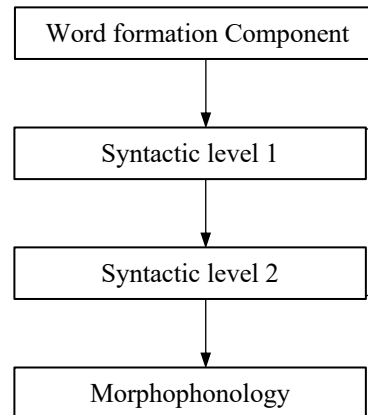 Word formation Component
Syntactic level 1
Syntactic level 2
Morphophonology